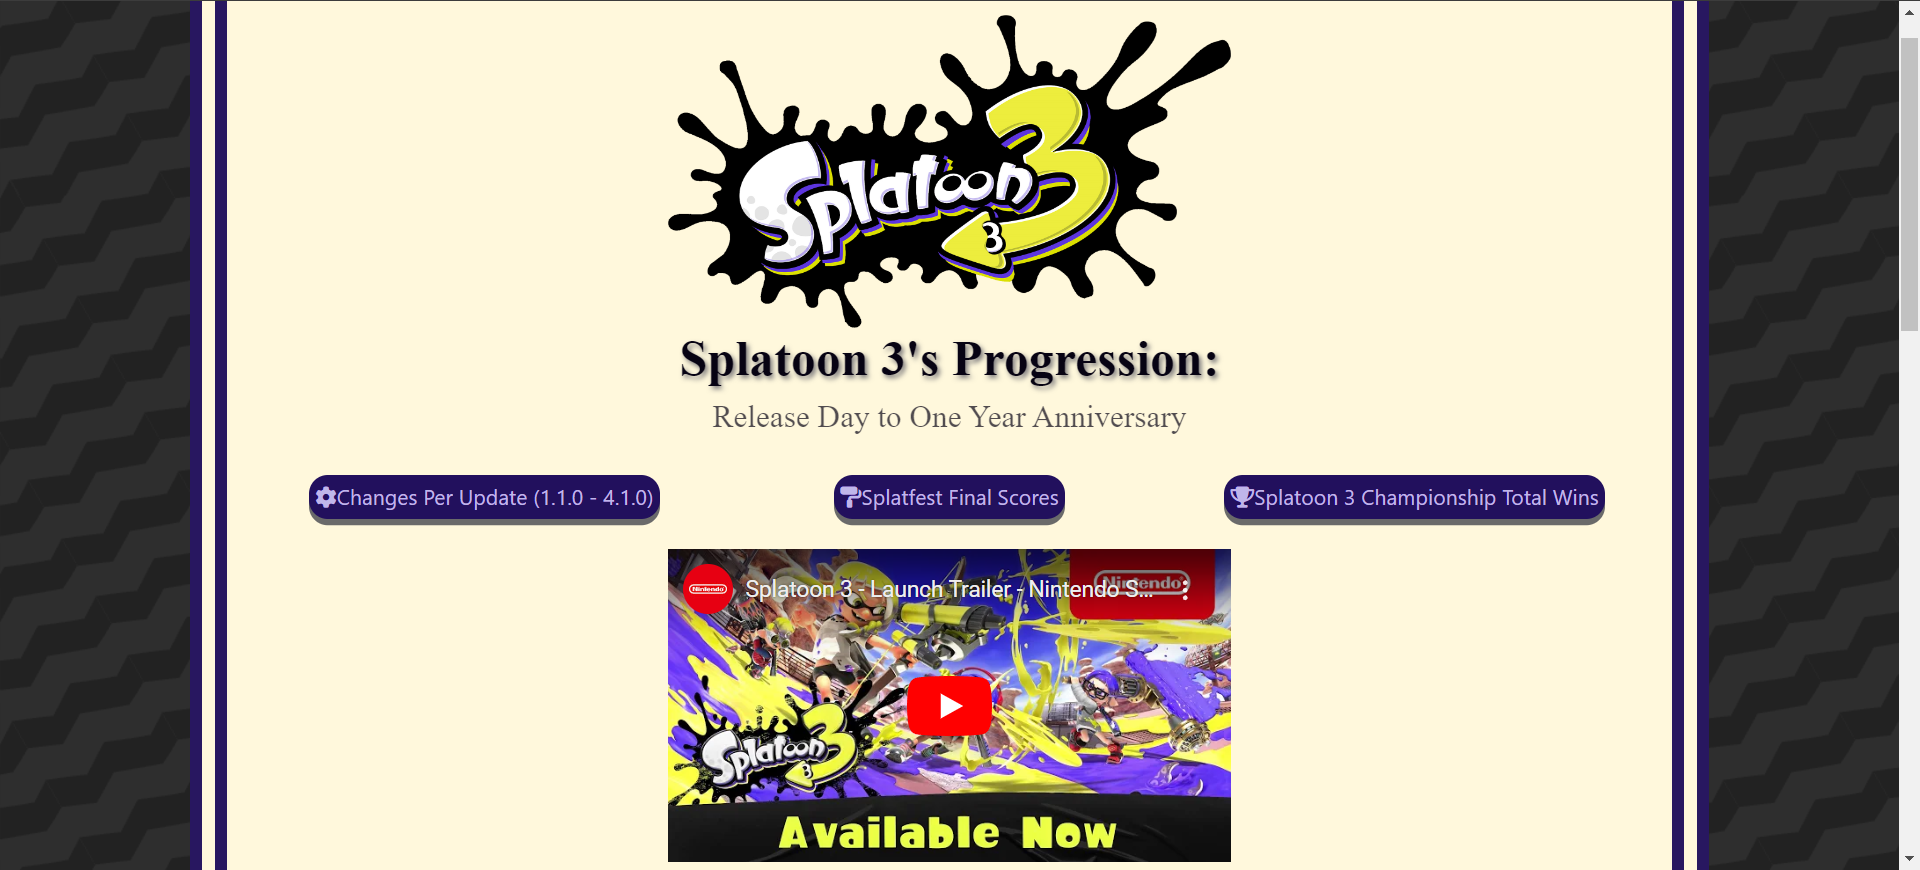 Splatoon 3
3
Splatoon 3's Progression:
Release Day to One Year Anniversary
Changes Per Update (1.1.0 - 4.1.0)
Splatfest Final Scores
Splatoon 3 Championship Total Wins
Nintendo
Splatoon 3 - Launch Trailer - Nintendo S...
Nintendo
Splatoon 3
3
Available Now